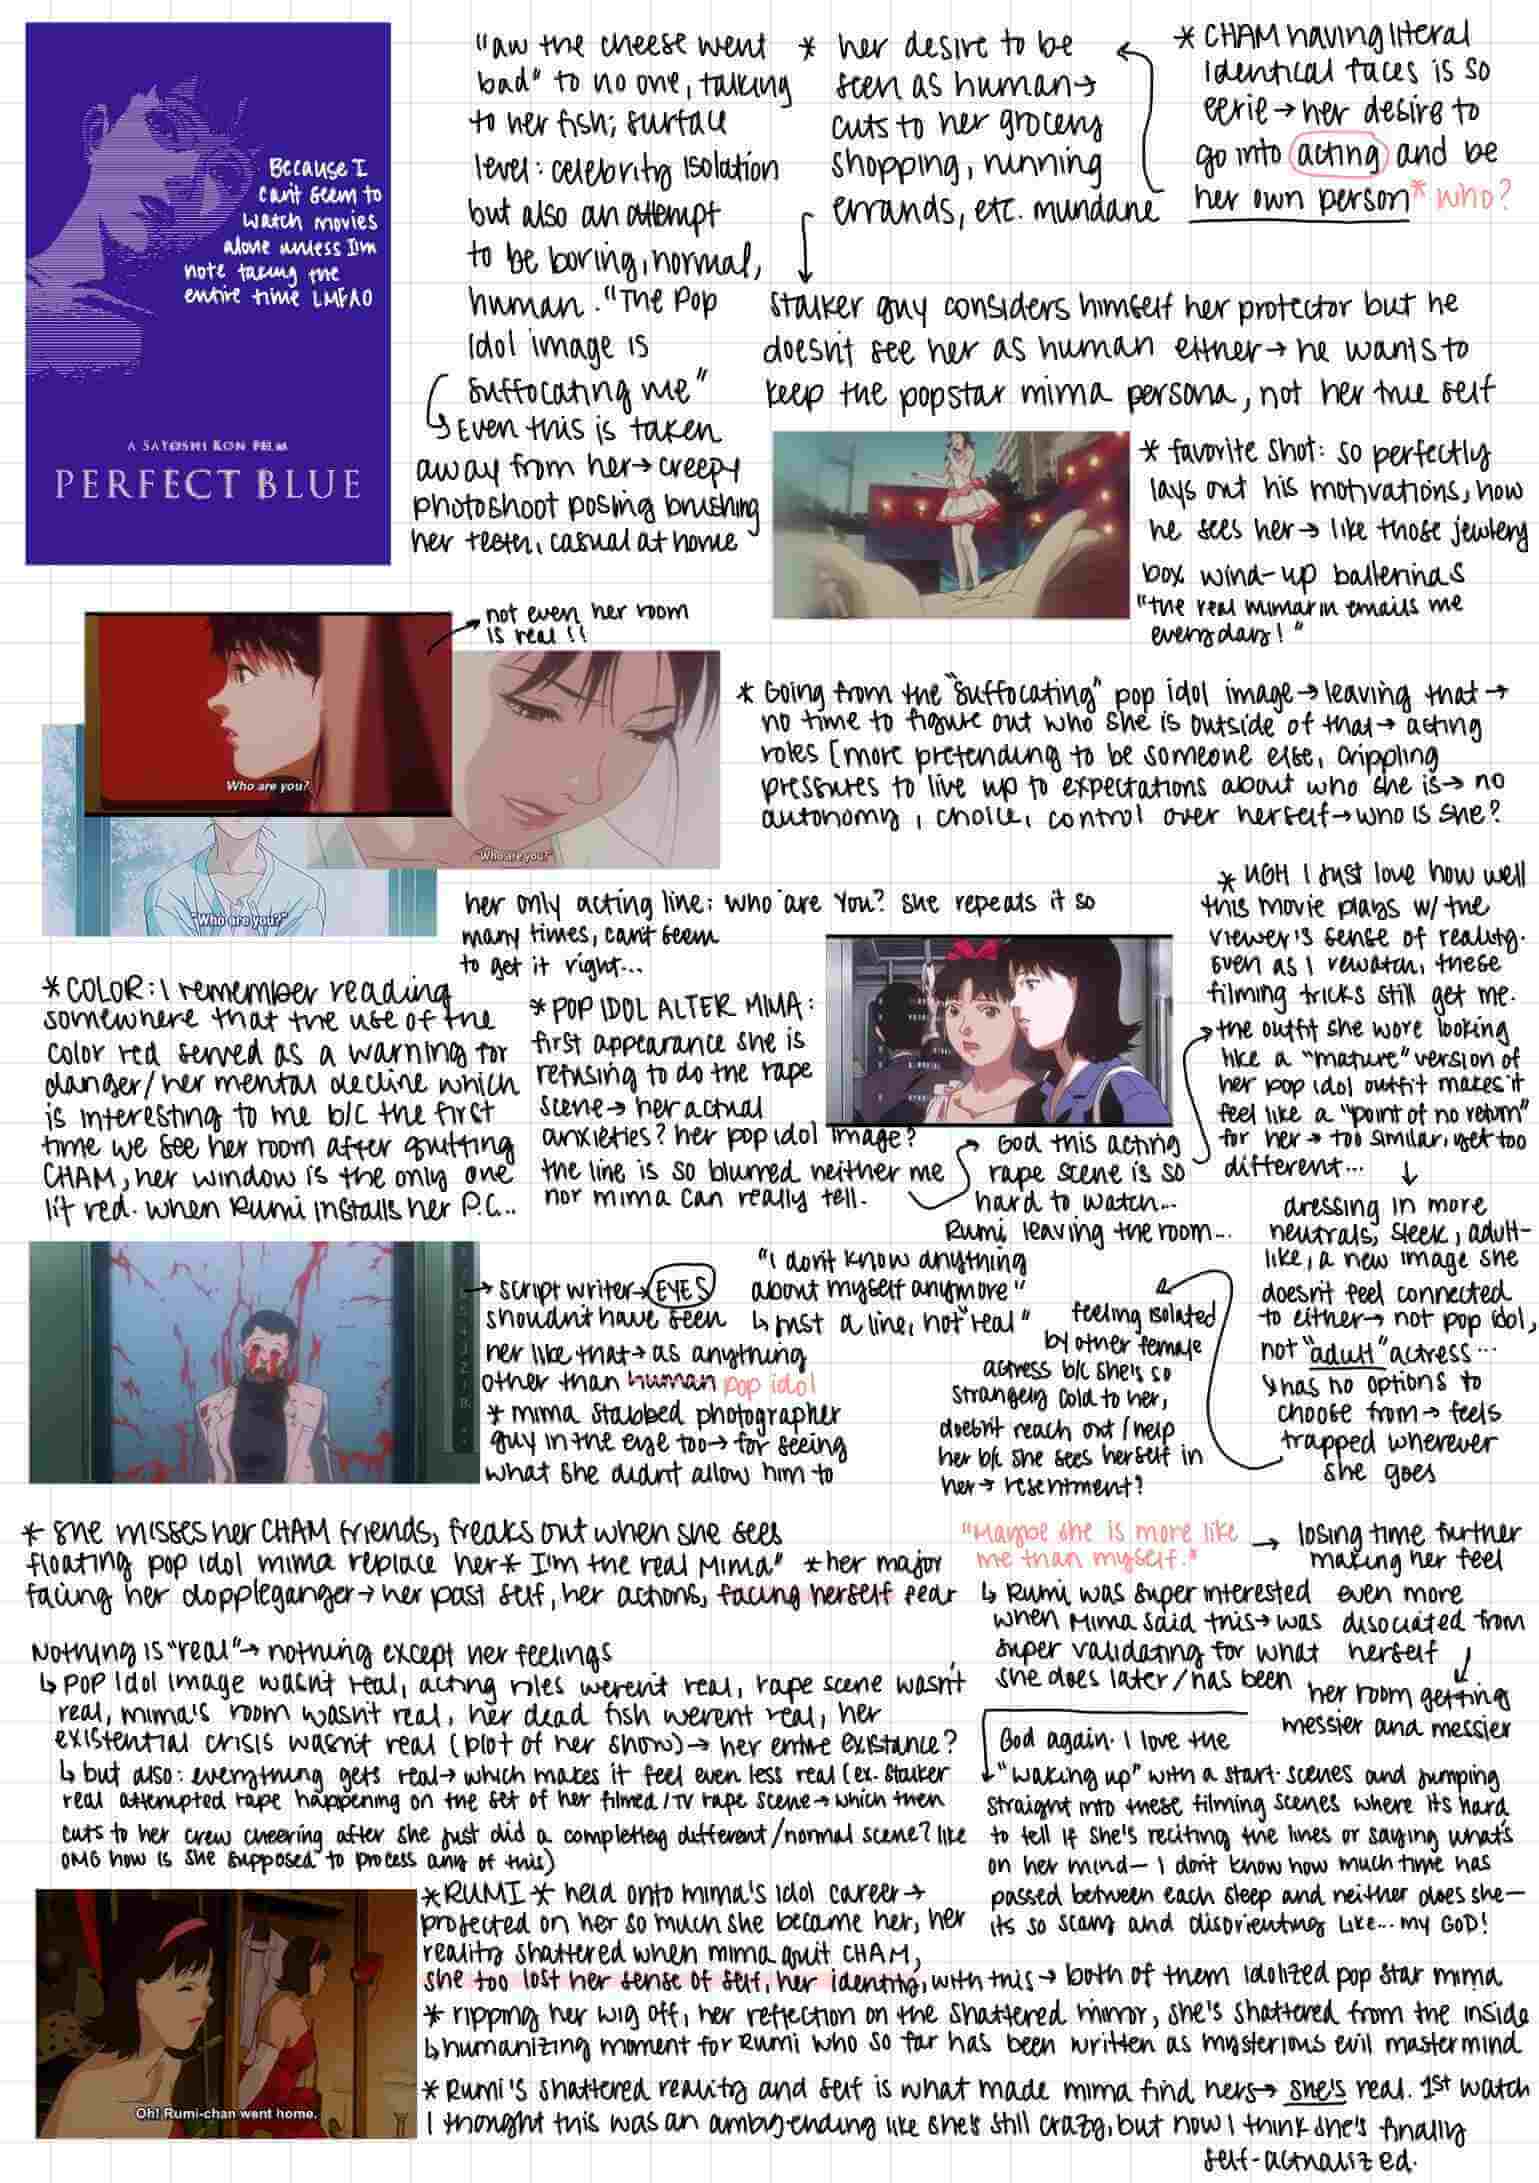 Because I
can't seem to
watch movies
alone unless I'm
note taking the
entire time LMFAO
A SATOSHI KON FILM
PERFECT BLUE
"aw the cheese went
bad" to no one, talking
to her fish; surface
level: celebrity isolation
but also an attempt
to be boring, normal,
human. "The Pop
Idol image is
suffocating me"
↳ Even this is taken
away from her → creepy
photoshoot posing brushing
her teeth, casual at home
* her desire to be
seen as human →
cuts to her grocery
shopping, running
errands, etc. mundane
* CHAM having literal
identical faces is so
eerie → her desire to
go into acting and be
her own person * who?
stalker guy considers himself her protector but he
doesn't see her as human either → he wants to
keep the popstar mima persona, not her true self
* favorite shot: so perfectly
lays out his motivations, how
he sees her → like those jewlery
box wind-up ballerinas
"the real mimarin emails me
everyday!"
→ not even her room
is real!!
Who are you?
"Who are you?"
"Who are you?"
* Going from the "suffocating" pop idol image → leaving that →
no time to figure out who she is outside of that → acting
roles [more pretending to be someone else, crippling
pressures to live up to expectations about who she is → no
autonomy, choice, control over herself → who is she?
her only acting line: who are You? she repeats it so
many times, can't seem
to get it right...
* COLOR: I remember reading
somewhere that the use of the
color red served as a warning for
danger/her mental decline which
is interesting to me b/c the first
time we see her room after quitting
CHAM, her window is the only one
lit red. when Rumi installs her P.C...
* POP IDOL ALTER MIMA:
first appearance she is
refusing to do the rape
scene → her actual
anxieties? her pop idol image?
the line is so blurred neither me
nor mima can really tell.
→ God this acting
rape scene is so
hard to watch...
Rumi leaving the room...
* UGH I Just love how well
this movie plays w/ the
viewer's sense of reality.
Even as I rewatch, these
filming tricks still get me.
→ the outfit she wore looking
like a "mature" version of
her pop idol outfit makes it
feel like a "point of no return"
for her → too similar, yet too
different...
↓
dressing in more
neutrals, sleek, adult-
like, a new image she
doesn't feel connected
to either → not pop idol,
not "adult" actress...
↳ has no options to
choose from → feels
trapped wherever
she goes
→ script writer → EYES
shouldn't have seen
her like that → as anything
other than human pop idol
* mima stabbed photographer
guy in the eye too → for seeing
what she didn't allow him to
"I don't know anything
about myself anymore"
↳ just a line, not "real"
feeling isolated
by other female
actress b/c she's so
strangely cold to her,
doesn't reach out/help
her b/c she sees herself in
her → resentment?
* she misses her CHAM friends, freaks out when she sees
floating pop idol mima replace her * I'm the real Mima" * her major
facing her doppleganger → her past self, her actions, facing herself fear
"Maybe she is more like
me than myself."
→ losing time further
making her feel
even more
disociated from
herself
↓
her room getting
messier and messier
↳ Rumi was super interested
when Mima said this → was
super validating for what
she does later/has been
Nothing is "real" → nothing except her feelings
↳ pop idol image wasn't real, acting roles weren't real, rape scene wasn't
real, mima's room wasn't real, her dead fish weren't real, her
existential crisis wasn't real (plot of her show) → her entire existance?
↳ but also: everything gets real → which makes it feel even less real (ex. Stalker
real attempted rape happening on the set of her filmed/TV rape scene → which then
cuts to her crew cheering after she just did a completley different/normal scene? like
OMG how is she supposed to process any of this)
God again. I love the
"waking up" with a start scenes and jumping
straight into these filming scenes where its hard
to tell if she's reciting the lines or saying what's
on her mind — I don't know how much time has
passed between each sleep and neither does she —
its so scary and disorienting like... my GOD!
Oh! Rumi-chan went home.
* RUMI * held onto mima's idol career →
projected on her so much she became her, her
reality shattered when mima quit CHAM,
she too lost her sense of self, her identity, with this → both of them idolized pop star mima
* ripping her wig off, her reflection on the shattered mirror, she's shattered from the inside
↳ humanizing moment for Rumi who so far has been written as mysterious evil mastermind
* Rumi's shattered reality and self is what made mima find hers → she's real. 1st watch
I thought this was an ambg. ending like she's still crazy, but now I think she's finally
self-actualized.